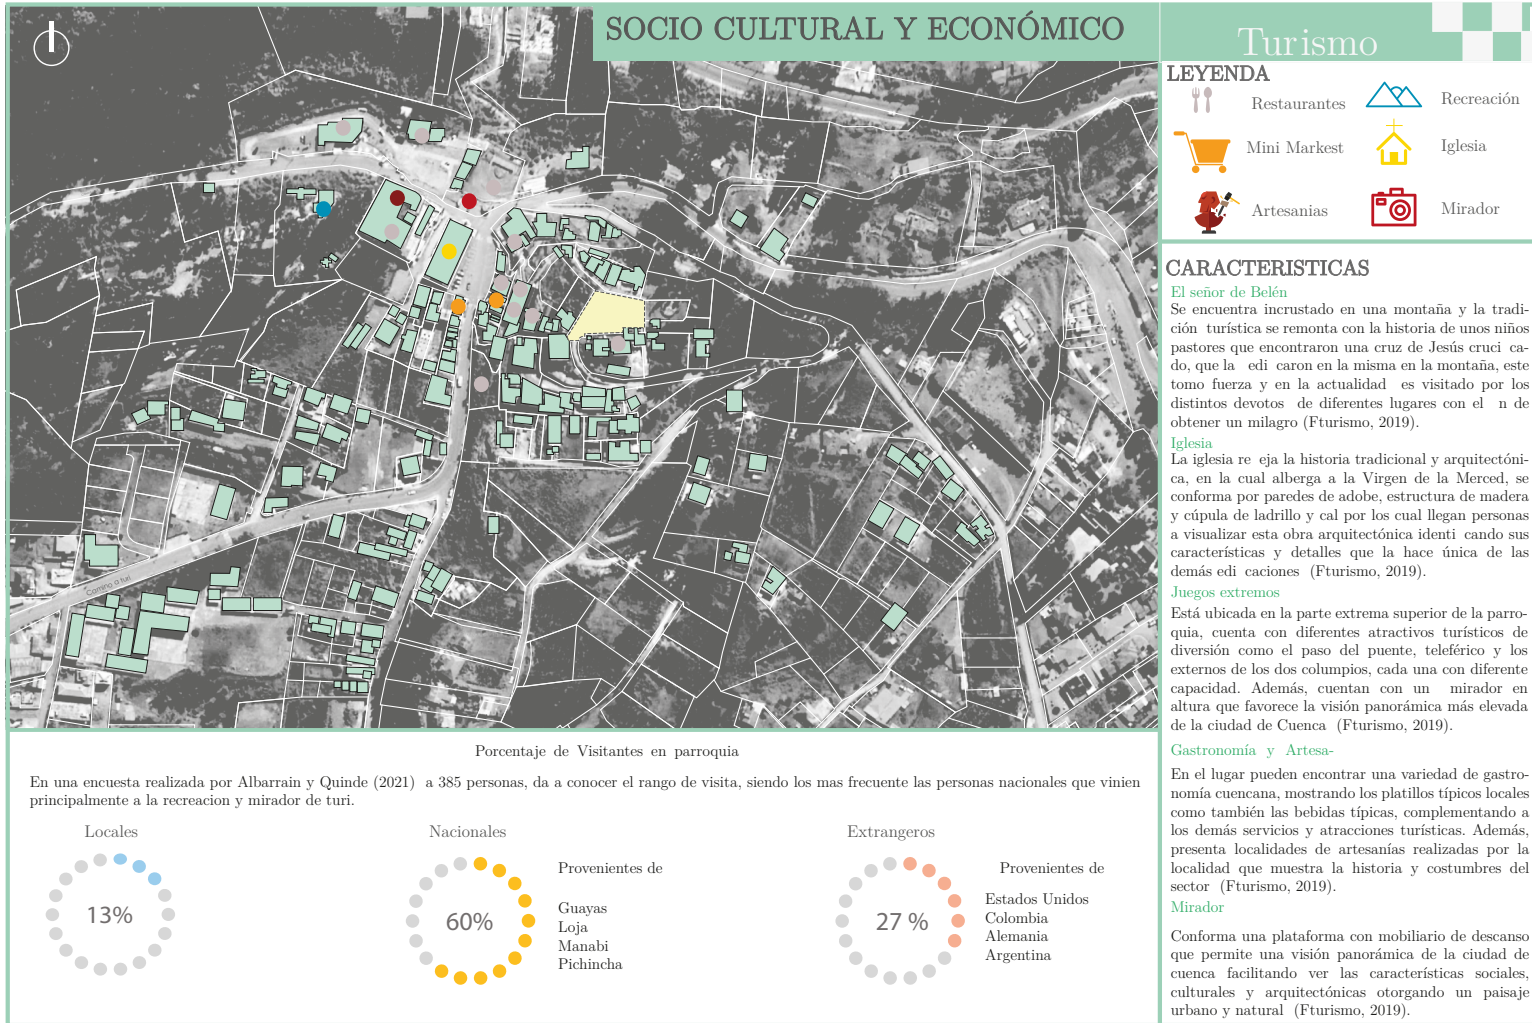 SOCIO CULTURAL Y ECONÓMICO
Turismo
LEYENDA
Restaurantes
Recreación
Mini Markest
Iglesia
Artesanias
Mirador
Camino a turi
CARACTERISTICAS
El señor de Belén
Se encuentra incrustado en una montaña y la tradi-
ción turística se remonta con la historia de unos niños
pastores que encontraron una cruz de Jesús cruci ca-
do, que la edi caron en la misma en la montaña, este
tomo fuerza y en la actualidad es visitado por los
distintos devotos de diferentes lugares con el n de
obtener un milagro (Fturismo, 2019).
Iglesia
La iglesia re eja la historia tradicional y arquitectóni-
ca, en la cual alberga a la Virgen de la Merced, se
conforma por paredes de adobe, estructura de madera
y cúpula de ladrillo y cal por los cual llegan personas
a visualizar esta obra arquitectónica identi cando sus
características y detalles que la hace única de las
demás edi caciones (Fturismo, 2019).
Juegos extremos
Está ubicada en la parte extrema superior de la parro-
quia, cuenta con diferentes atractivos turísticos de
diversión como el paso del puente, teleférico y los
externos de los dos columpios, cada una con diferente
capacidad. Además, cuentan con un mirador en
altura que favorece la visión panorámica más elevada
de la ciudad de Cuenca (Fturismo, 2019).
Gastronomía y Artesa-
En el lugar pueden encontrar una variedad de gastro-
nomía cuencana, mostrando los platillos típicos locales
como también las bebidas típicas, complementando a
los demás servicios y atracciones turísticas. Además,
presenta localidades de artesanías realizadas por la
localidad que muestra la historia y costumbres del
sector (Fturismo, 2019).
Mirador
Conforma una plataforma con mobiliario de descanso
que permite una visión panorámica de la ciudad de
cuenca facilitando ver las características sociales,
culturales y arquitectónicas otorgando un paisaje
urbano y natural (Fturismo, 2019).
Porcentaje de Visitantes en parroquia
En una encuesta realizada por Albarrain y Quinde (2021) a 385 personas, da a conocer el rango de visita, siendo los mas frecuente las personas nacionales que vinien
principalmente a la recreacion y mirador de turi.
Locales
13%
Nacionales
60%
Provenientes de
Guayas
Loja
Manabi
Pichincha
Extrangeros
27 %
Provenientes de
Estados Unidos
Colombia
Alemania
Argentina